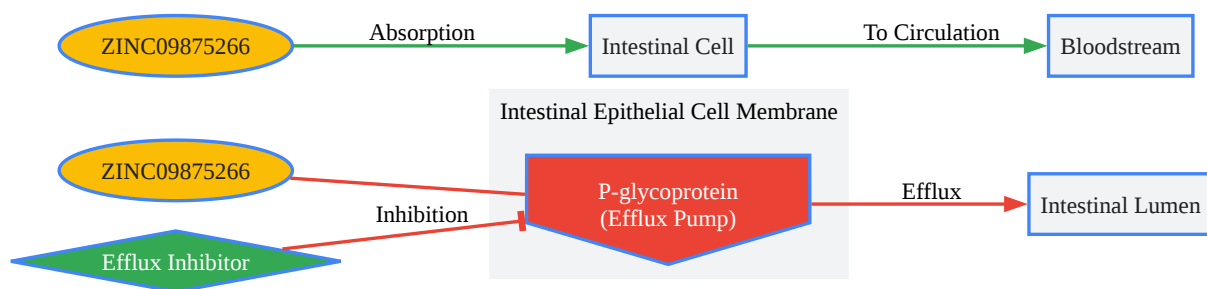 ZINC09875266
Absorption
Intestinal Cell
To Circulation
Bloodstream
Intestinal Epithelial Cell Membrane
ZINC09875266
P-glycoprotein
(Efflux Pump)
Efflux
Intestinal Lumen
Inhibition
Efflux Inhibitor